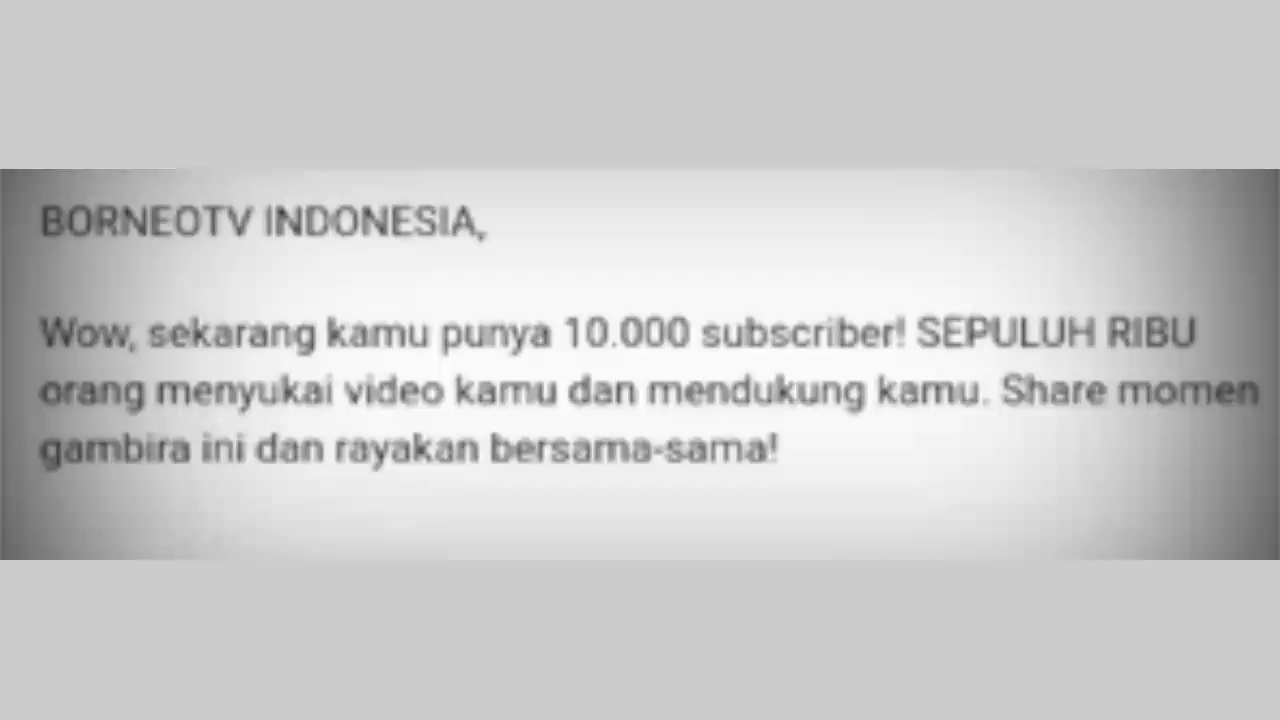 BORNEOTV INDONESIA,
Wow, sekarang kamu punya 10.000 subscriber! SEPULUH RIBU
orang menyukai video kamu dan mendukung kamu. Share momen
gambira ini dan rayakan bersama-sama!